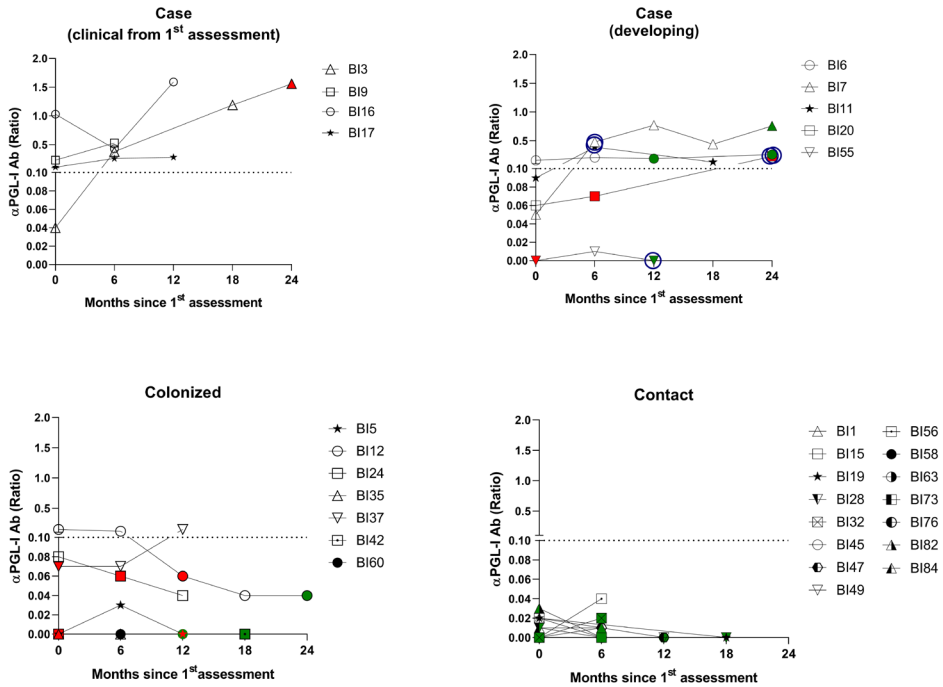 Case
(clinical from 1st assessment)
αPGL-I Ab (Ratio)
2.0
1.5
1.0
0.5
0.10
0.06
0.04
0.02
0.00
0 6 12 18 24
Months since 1st assessment
BI3
BI9
BI16
BI17
Case
(developing)
αPGL-I Ab (Ratio)
2.0
1.5
1.0
0.5
0.10
0.08
0.06
0.04
0.02
0.00
0 6 12 18 24
Months since 1st assessment
BI6
BI7
BI11
BI20
BI55
Colonized
αPGL-I Ab (Ratio)
2.0
1.5
1.0
0.5
0.10
0.08
0.06
0.04
0.02
0.00
0 6 12 18 24
Months since 1st assessment
BI5
BI12
BI24
BI35
BI37
BI42
BI60
Contact
αPGL-I Ab (Ratio)
2.0
1.5
1.0
0.5
0.10
0.08
0.06
0.04
0.02
0.00
0 6 12 18 24
Months since 1st assessment
BI1 BI56
BI15 BI58
BI19 BI63
BI28 BI73
BI32 BI76
BI45 BI82
BI47 BI84
BI49